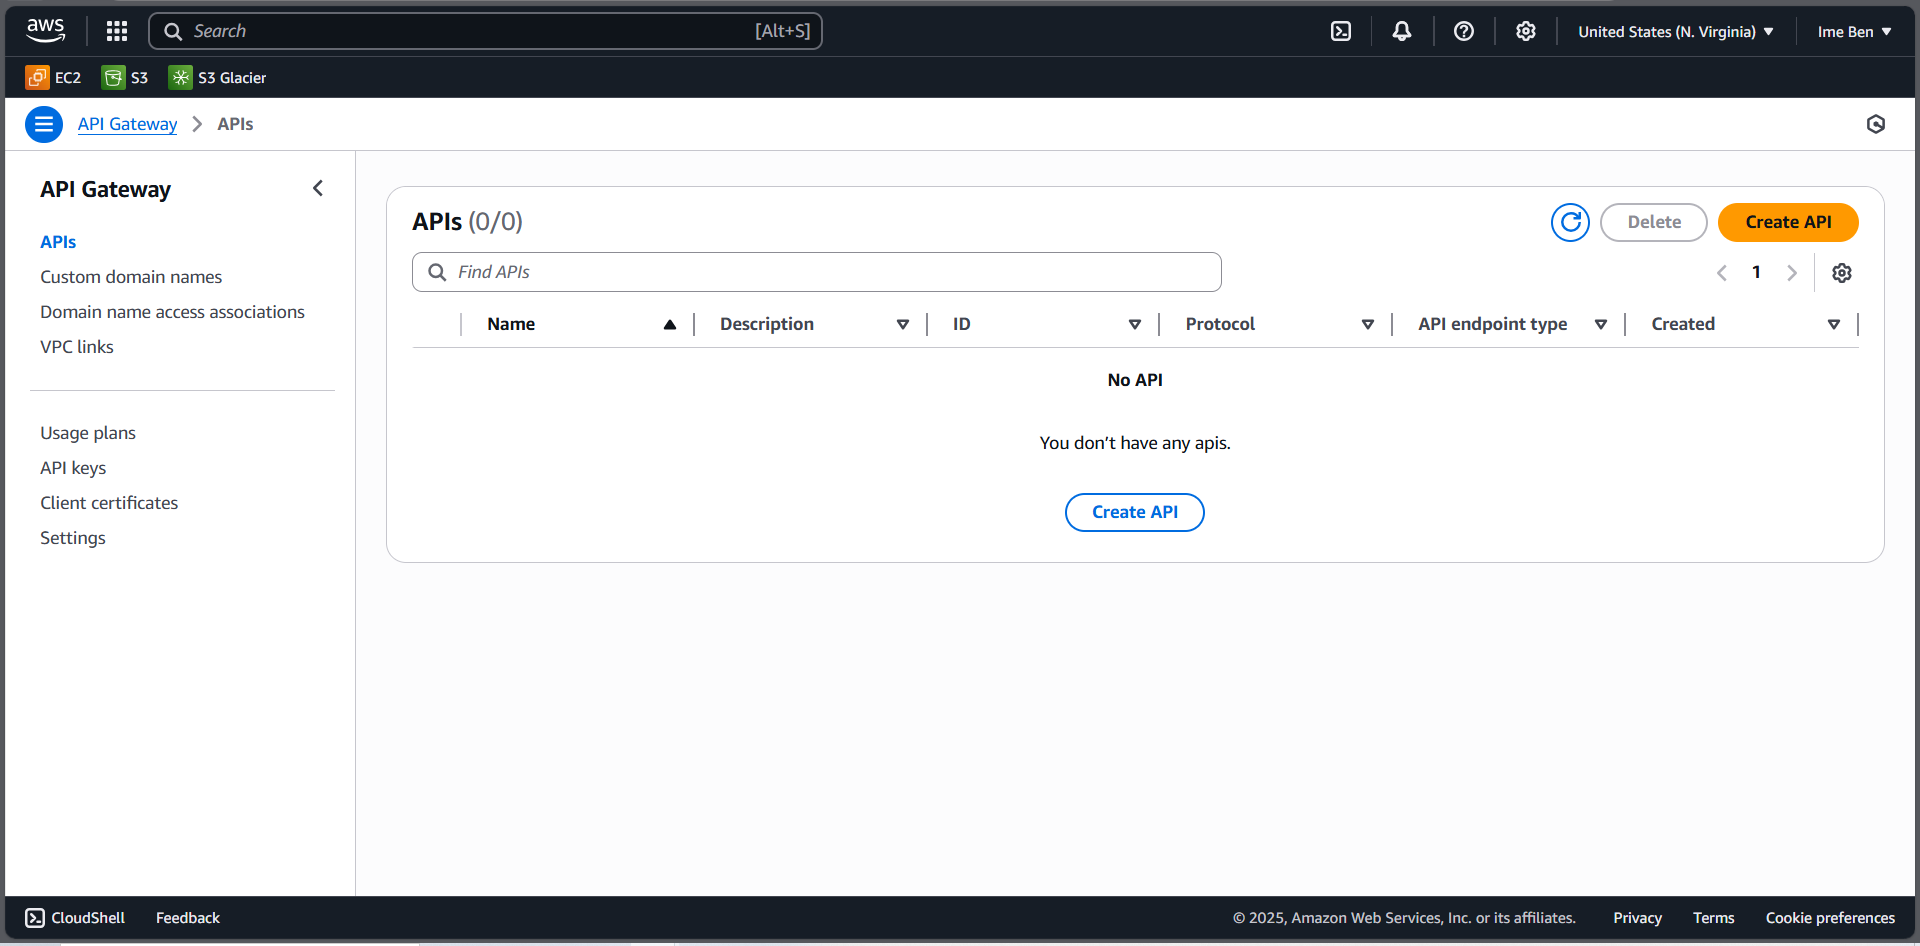 aws
Search [Alt+S]
United States (N. Virginia)
Ime Ben
EC2 S3 S3 Glacier
API Gateway APIs
API Gateway
APIs
Custom domain names
Domain name access associations
VPC links
Usage plans
API keys
Client certificates
Settings
APIs (0/0)
Delete
Create API
Find APIs
1
Name Description ID Protocol API endpoint type Created
No API
You don’t have any apis.
Create API
CloudShell Feedback
© 2025, Amazon Web Services, Inc. or its affiliates. Privacy Terms Cookie preferences